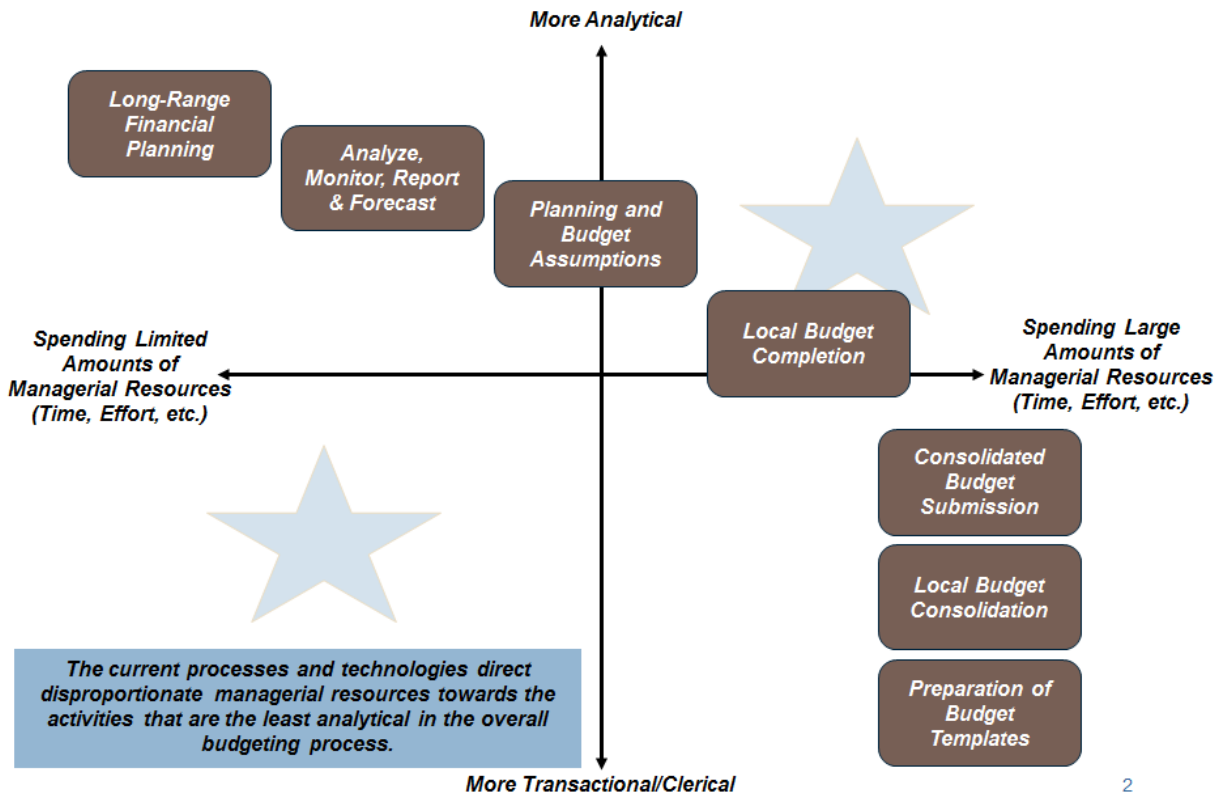 More Analytical
Long-Range
Financial
Planning
Analyze,
Monitor, Report
& Forecast
Planning and
Budget
Assumptions
Local Budget
Completion
Spending Limited
Amounts of
Managerial Resources
(Time, Effort, etc.)
Spending Large
Amounts of
Managerial Resources
(Time, Effort, etc.)
Consolidated
Budget
Submission
Local Budget
Consolidation
Preparation of
Budget
Templates
The current processes and technologies direct
disproportionate managerial resources towards the
activities that are the least analytical in the overall
budgeting process.
More Transactional/Clerical
2